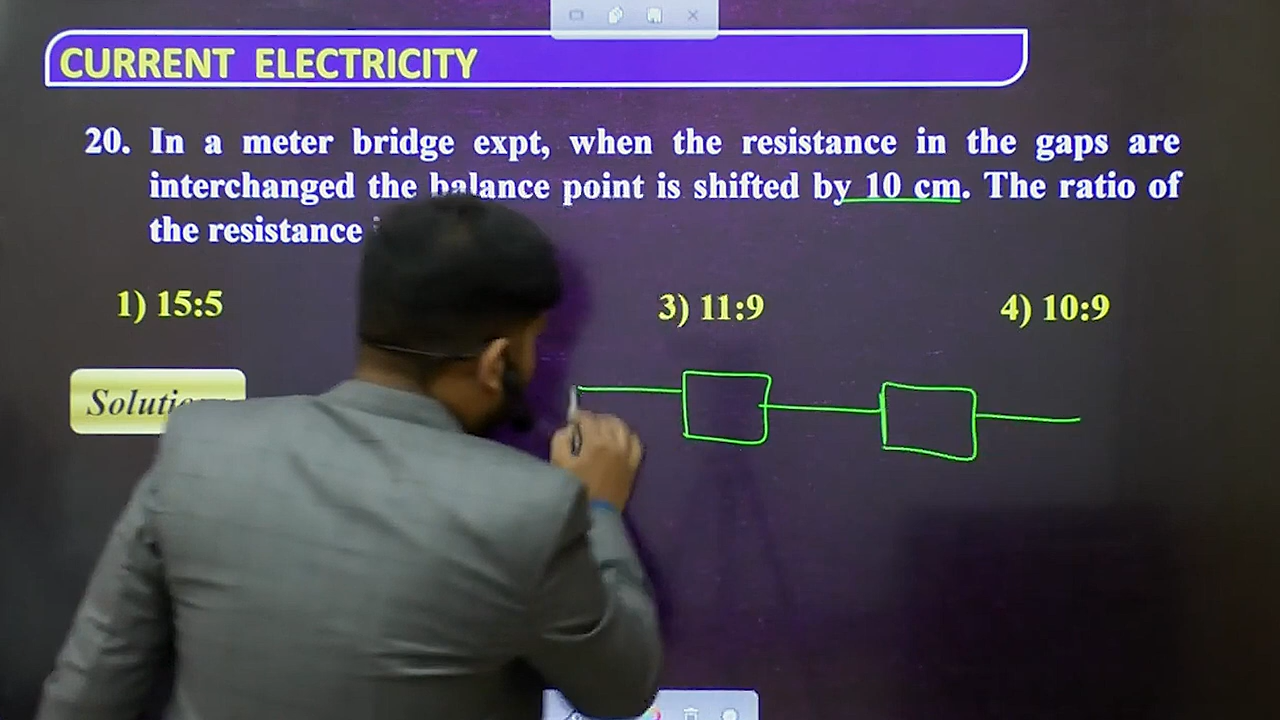 CURRENT ELECTRICITY
20. In a meter bridge expt, when the resistance in the gaps are
interchanged the balance point is shifted by 10 cm. The ratio of
the resistance
1) 15:5
3) 11:9
4) 10:9